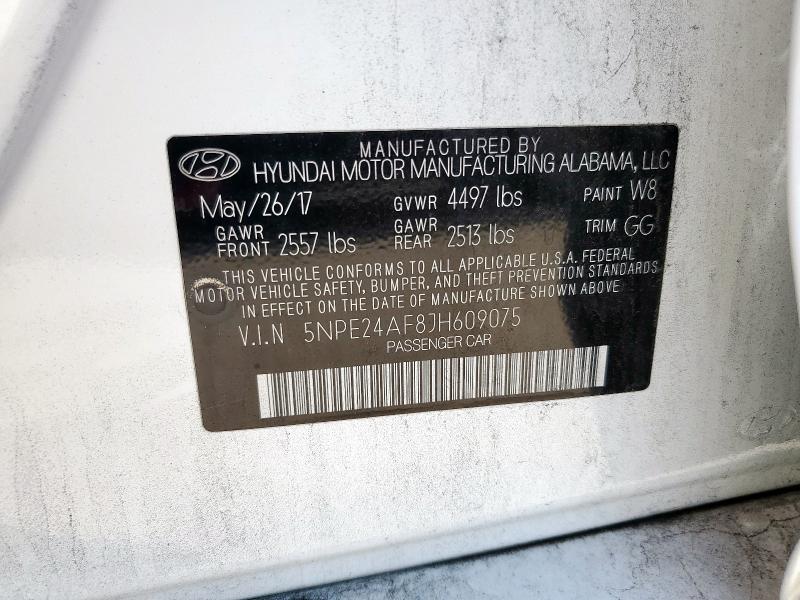 MANUFACTURED BY
HYUNDAI MOTOR MANUFACTURING ALABAMA, LLC
May/26/17 GVWR 4497 lbs PAINT W8
GAWR FRONT 2557 lbs GAWR REAR 2513 lbs TRIM GG
THIS VEHICLE CONFORMS TO ALL APPLICABLE U.S.A. FEDERAL
MOTOR VEHICLE SAFETY, BUMPER, AND THEFT PREVENTION STANDARDS
IN EFFECT ON THE DATE OF MANUFACTURE SHOWN ABOVE
V.I.N 5NPE24AF8JH609075
PASSENGER CAR